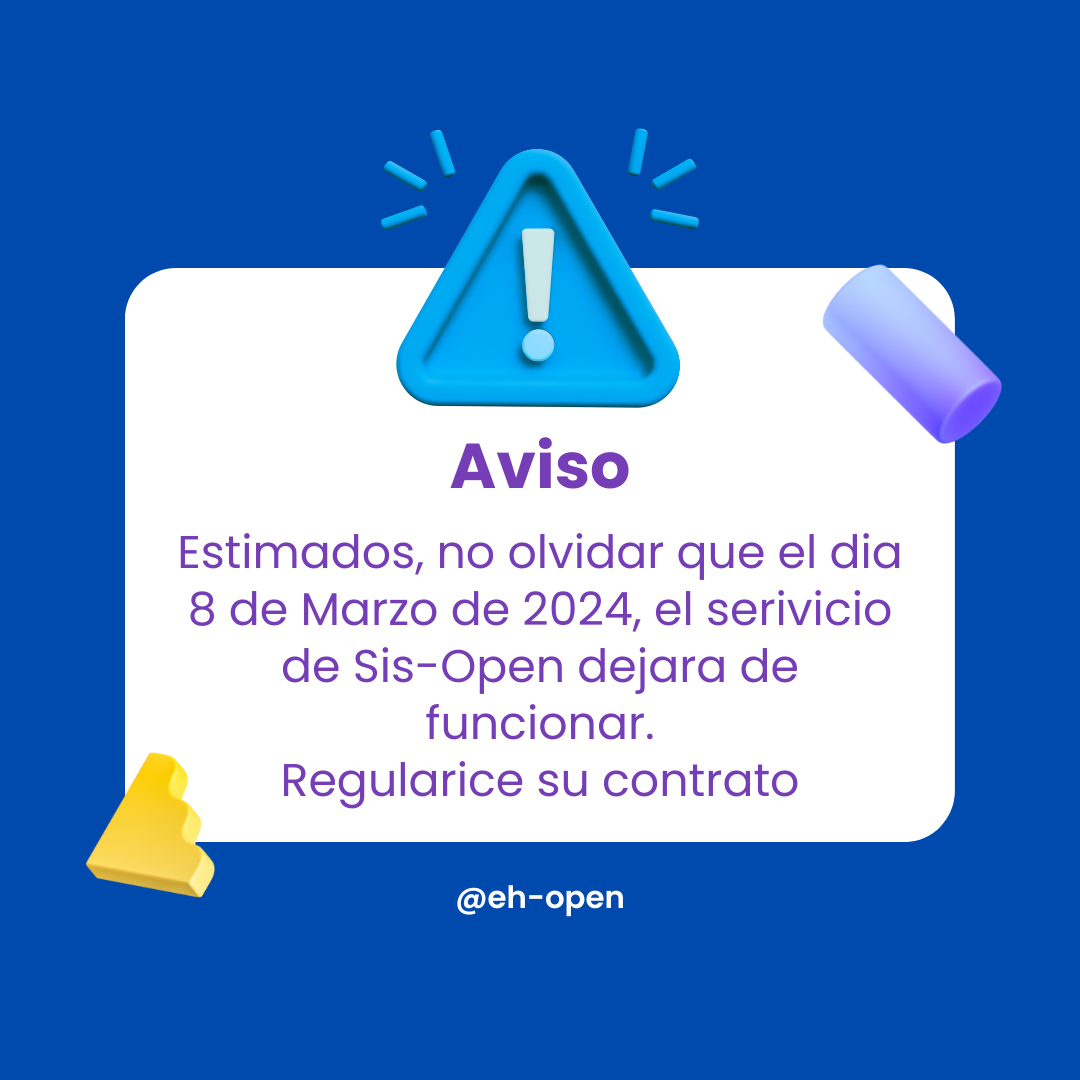 Aviso
Estimados, no olvidar que el dia
8 de Marzo de 2024, el serivicio
de Sis-Open dejara de
funcionar.
Regularice su contrato
@eh-open